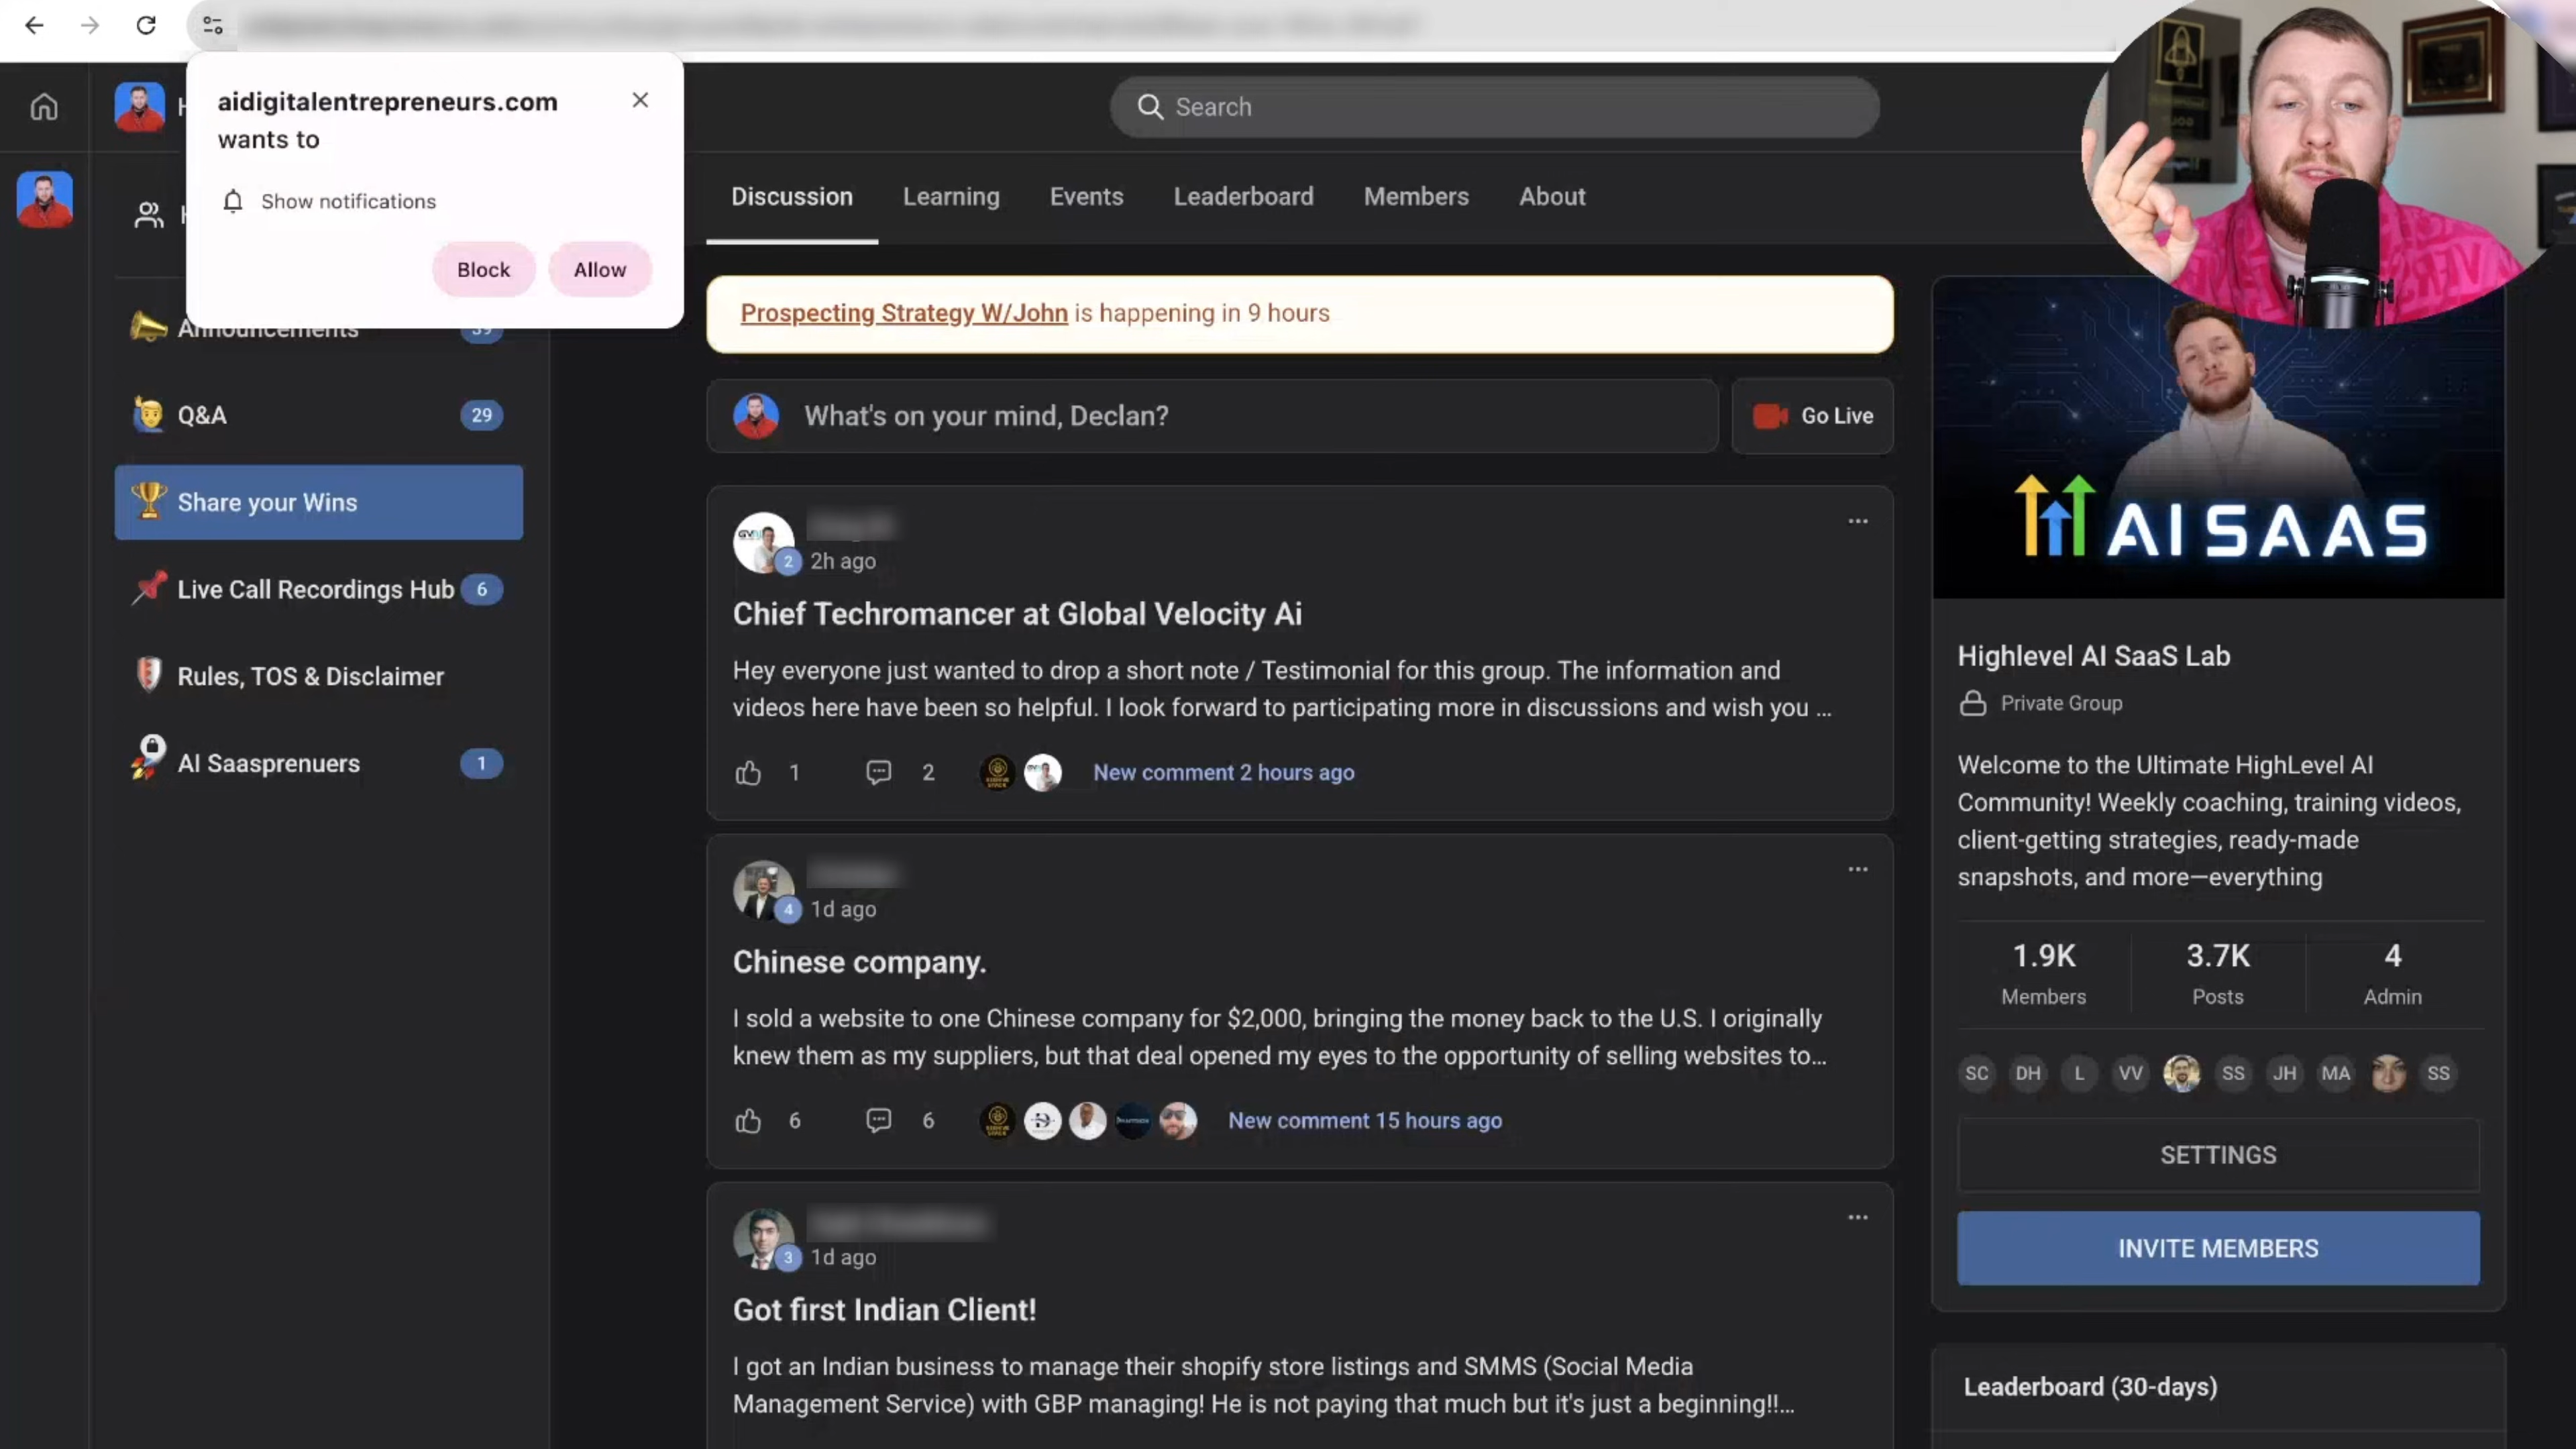 aidigitalentrepreneurs.com
wants to
Show notifications
Block
Allow
Search
Discussion
Learning
Events
Leaderboard
Members
About
Announcements
Q&A
29
Share your Wins
Live Call Recordings Hub
6
Rules, TOS & Disclaimer
AI Saasprenuers
1
Prospecting Strategy W/John is happening in 9 hours
What's on your mind, Declan?
Go Live
2
2h ago
Chief Techromancer at Global Velocity Ai
Hey everyone just wanted to drop a short note / Testimonial for this group. The information and
videos here have been so helpful. I look forward to participating more in discussions and wish you ...
1
2
New comment 2 hours ago
4
1d ago
Chinese company.
I sold a website to one Chinese company for $2,000, bringing the money back to the U.S. I originally
knew them as my suppliers, but that deal opened my eyes to the opportunity of selling websites to...
6
6
New comment 15 hours ago
3
1d ago
Got first Indian Client!
I got an Indian business to manage their shopify store listings and SMMS (Social Media
Management Service) with GBP managing! He is not paying that much but it's just a beginning!!...
AI SAAS
Highlevel AI SaaS Lab
Private Group
Welcome to the Ultimate HighLevel AI
Community! Weekly coaching, training videos,
client-getting strategies, ready-made
snapshots, and more—everything
1.9K
Members
3.7K
Posts
4
Admin
SC
DH
L
VV
SS
JH
MA
SS
SETTINGS
INVITE MEMBERS
Leaderboard (30-days)